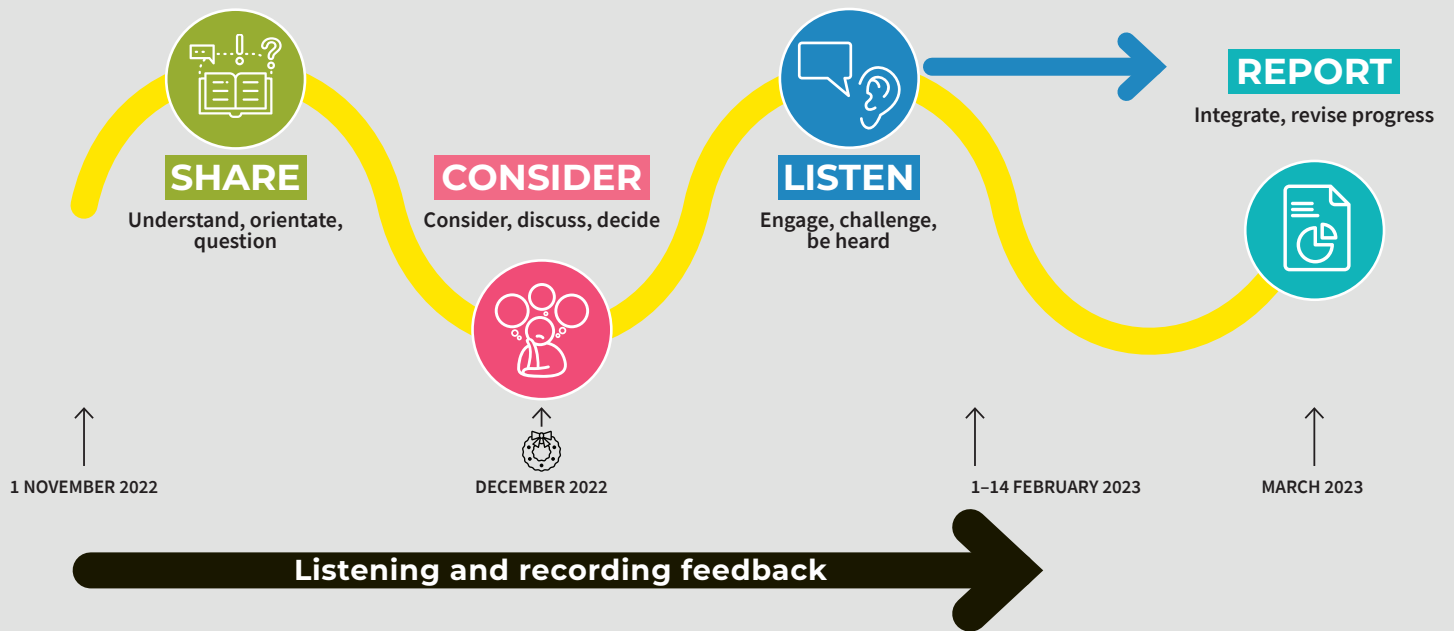 SHARE
Understand, orientate,
question
CONSIDER
Consider, discuss, decide
LISTEN
Engage, challenge,
be heard
REPORT
Integrate, revise progress
1 NOVEMBER 2022
DECEMBER 2022
1–14 FEBRUARY 2023
MARCH 2023
Listening and recording feedback